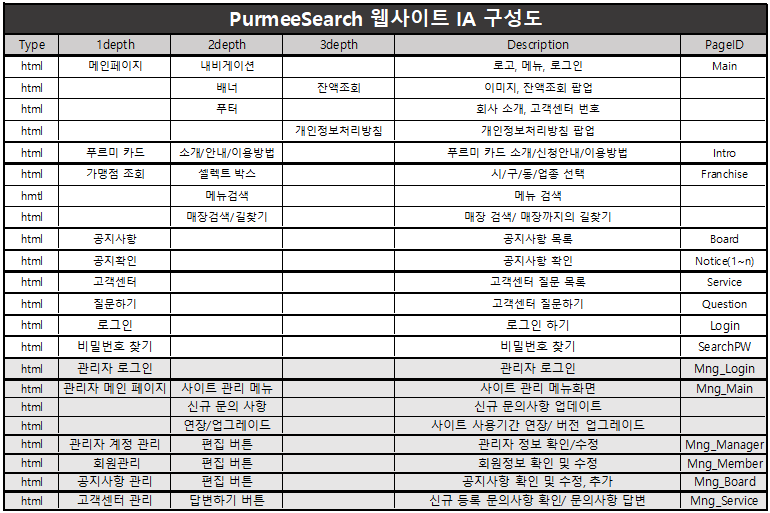 PurmeeSearch 웹사이트 IA 구성도
Type 1depth 2depth 3depth Description PageID
html 메인페이지 내비게이션 로고, 메뉴, 로그인 Main
html 배너 잔액조회 이미지, 잔액조회 팝업
html 푸터 회사 소개, 고객센터 번호
html 개인정보처리방침 개인정보처리방침 팝업
html 푸르미 카드 소개/안내/이용방법 푸르미 카드 소개/신청안내/이용방법 Intro
html 가맹점 조회 셀렉트 박스 시/구/동/업종 선택 Franchise
hmtl 메뉴검색 메뉴 검색
html 매장검색/길찾기 매장 검색/ 매장까지의 길찾기
html 공지사항 공지사항 목록 Board
html 공지확인 공지사항 확인 Notice(1~n)
html 고객센터 고객센터 질문 목록 Service
html 질문하기 고객센터 질문하기 Question
html 로그인 로그인 하기 Login
html 비밀번호 찾기 비밀번호 찾기 SearchPW
html 관리자 로그인 관리자 로그인 Mng_Login
html 관리자 메인 페이지 사이트 관리 메뉴 사이트 관리 메뉴화면 Mng_Main
html 신규 문의 사항 신규 문의사항 업데이트
html 연장/업그레이드 사이트 사용기간 연장/ 버전 업그레이드
html 관리자 계정 관리 편집 버튼 관리자 정보 확인/수정 Mng_Manager
html 회원관리 편집 버튼 회원정보 확인 및 수정 Mng_Member
html 공지사항 관리 편집 버튼 공지사항 확인 및 수정, 추가 Mng_Board
html 고객센터 관리 답변하기 버튼 신규 등록 문의사항 확인/ 문의사항 답변 Mng_Service